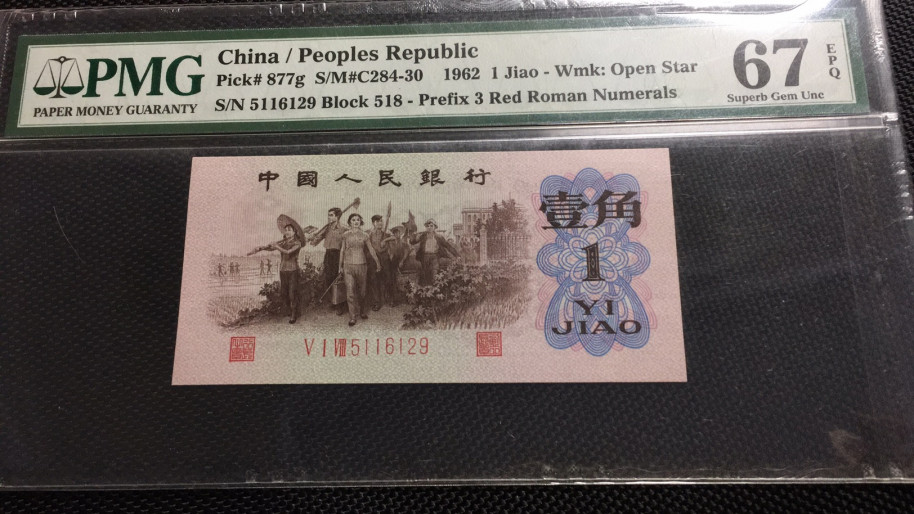 PMG
PAPER MONEY GUARANTY
China / Peoples Republic
Pick# 877g S/M#C284-30 1962 1 Jiao - Wmk: Open Star
S/N 5116129 Block 518 - Prefix 3 Red Roman Numerals
67
EPQ
Superb Gem Unc
中國人民銀行
壹角
1
YI
JIAO
V I VIII 5116129